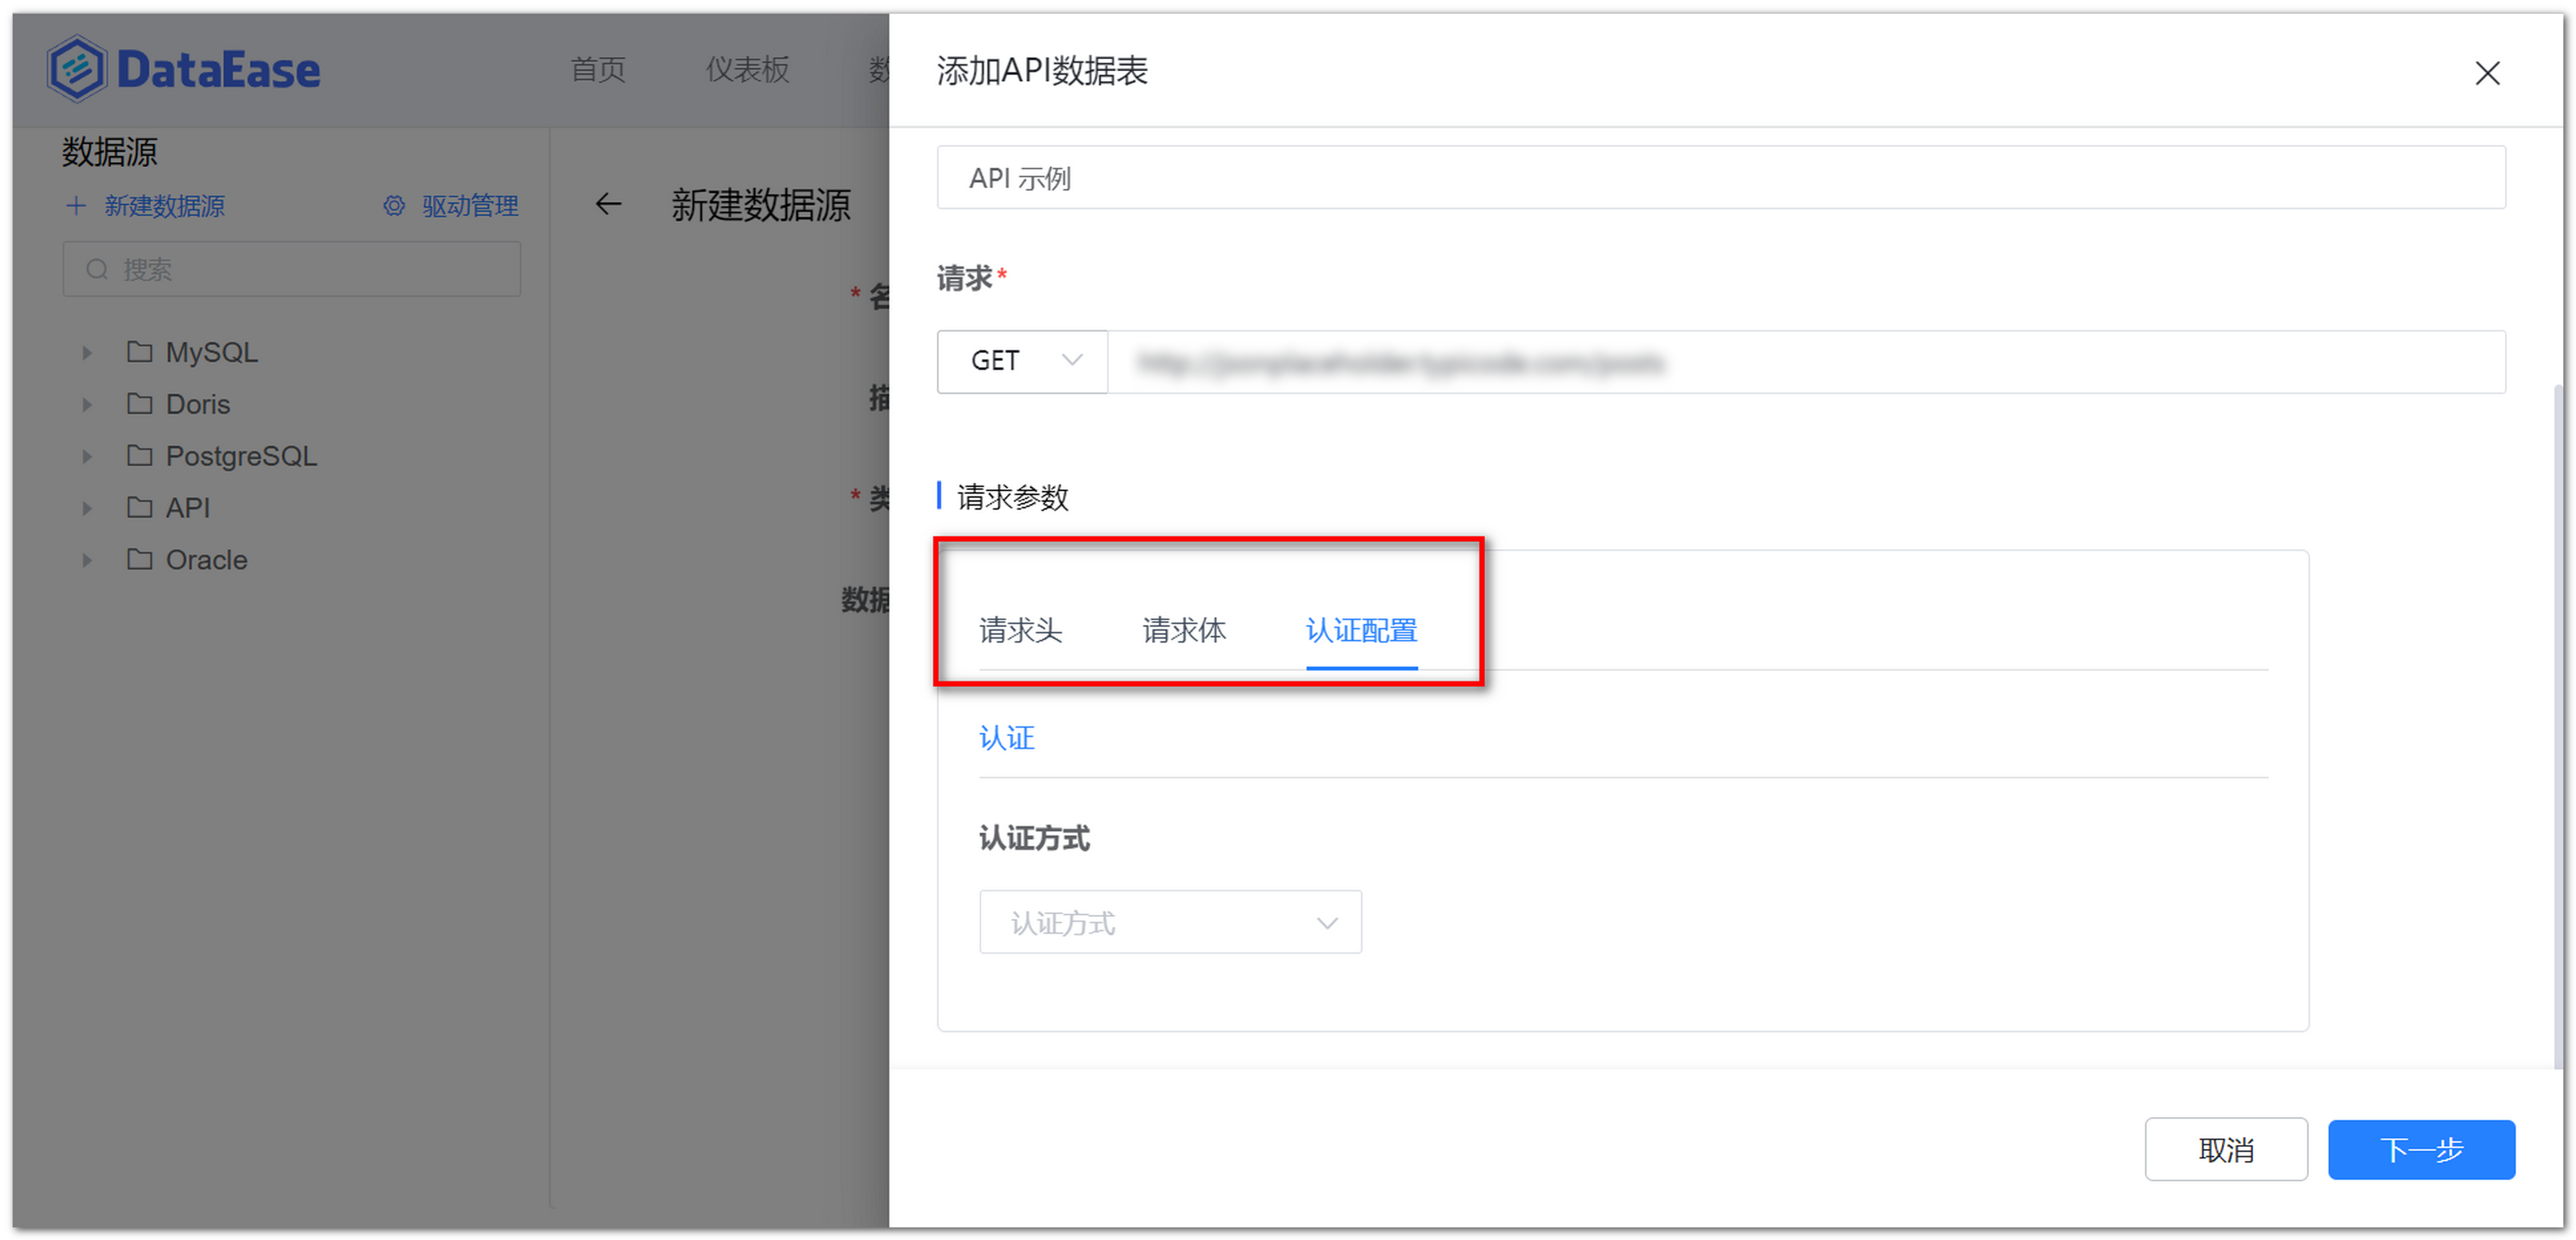 DataEase
首页 仪表板 数
数据源
新建数据源 驱动管理
搜索
MySQL
Doris
PostgreSQL
API
Oracle
新建数据源
* 名
描
* 类
数据
添加API数据表
API 示例
请求*
GET
请求参数
请求头 请求体 认证配置
认证
认证方式
认证方式
取消 下一步